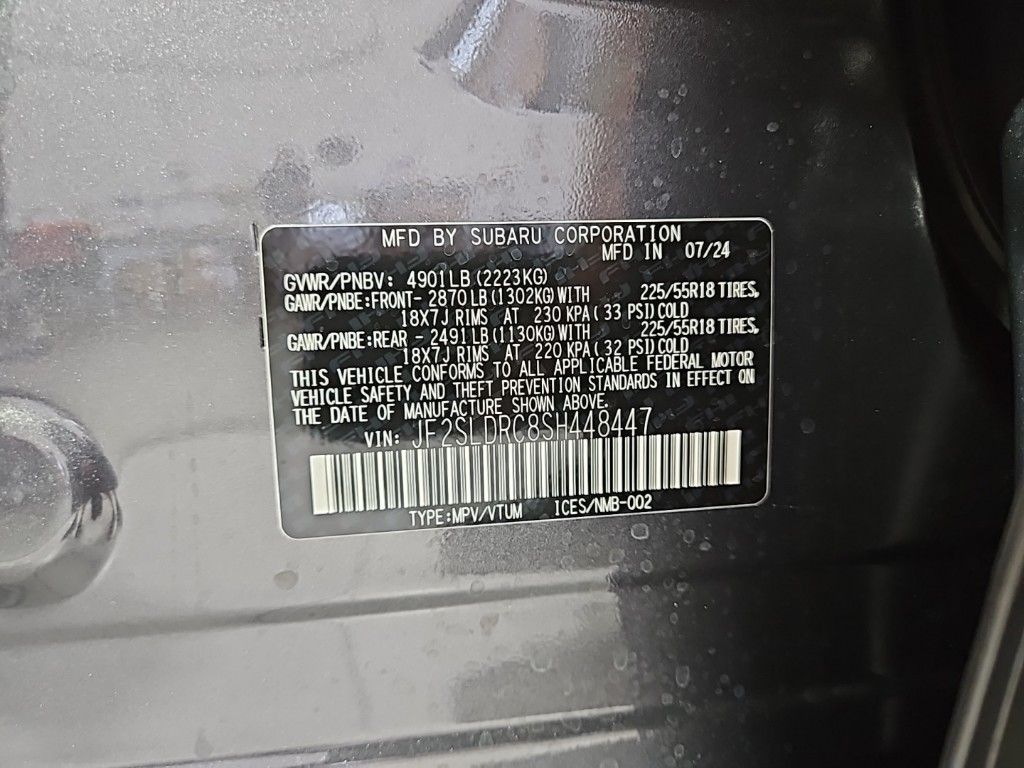 MFD BY SUBARU CORPORATION
MFD IN 07/24
GVWR/PNBV: 4901LB(2223KG)
GAWR/PNBE:FRONT- 2870LB(1302KG)WITH 225/55R18 TIRES,
18X7J RIMS AT 230 KPA(33 PSI)COLD
GAWR/PNBE:REAR - 2491LB(1130KG)WITH 225/55R18 TIRES,
18X7J RIMS AT 220 KPA(32 PSI)COLD
THIS VEHICLE CONFORMS TO ALL APPLICABLE FEDERAL MOTOR
VEHICLE SAFETY AND THEFT PREVENTION STANDARDS IN EFFECT ON
THE DATE OF MANUFACTURE SHOWN ABOVE.
VIN: JF2SLDRC8SH448447
TYPE:MPV/VTUM ICES/NMB-002